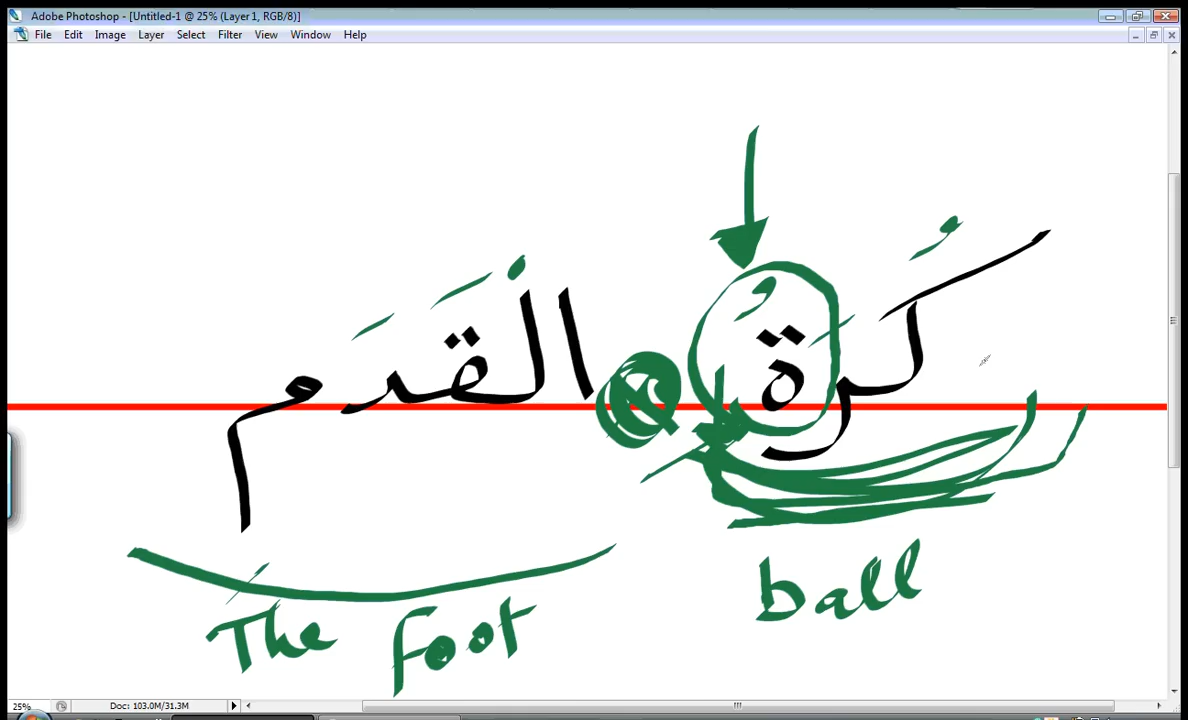 Adobe Photoshop - [Untitled-1 @ 25% (Layer 1, RGB/8)]
File Edit Image Layer Select Filter View Window Help
كُرَةُ الْقَدَم
ball
The foot
25% Doc: 103.0M/31.3M